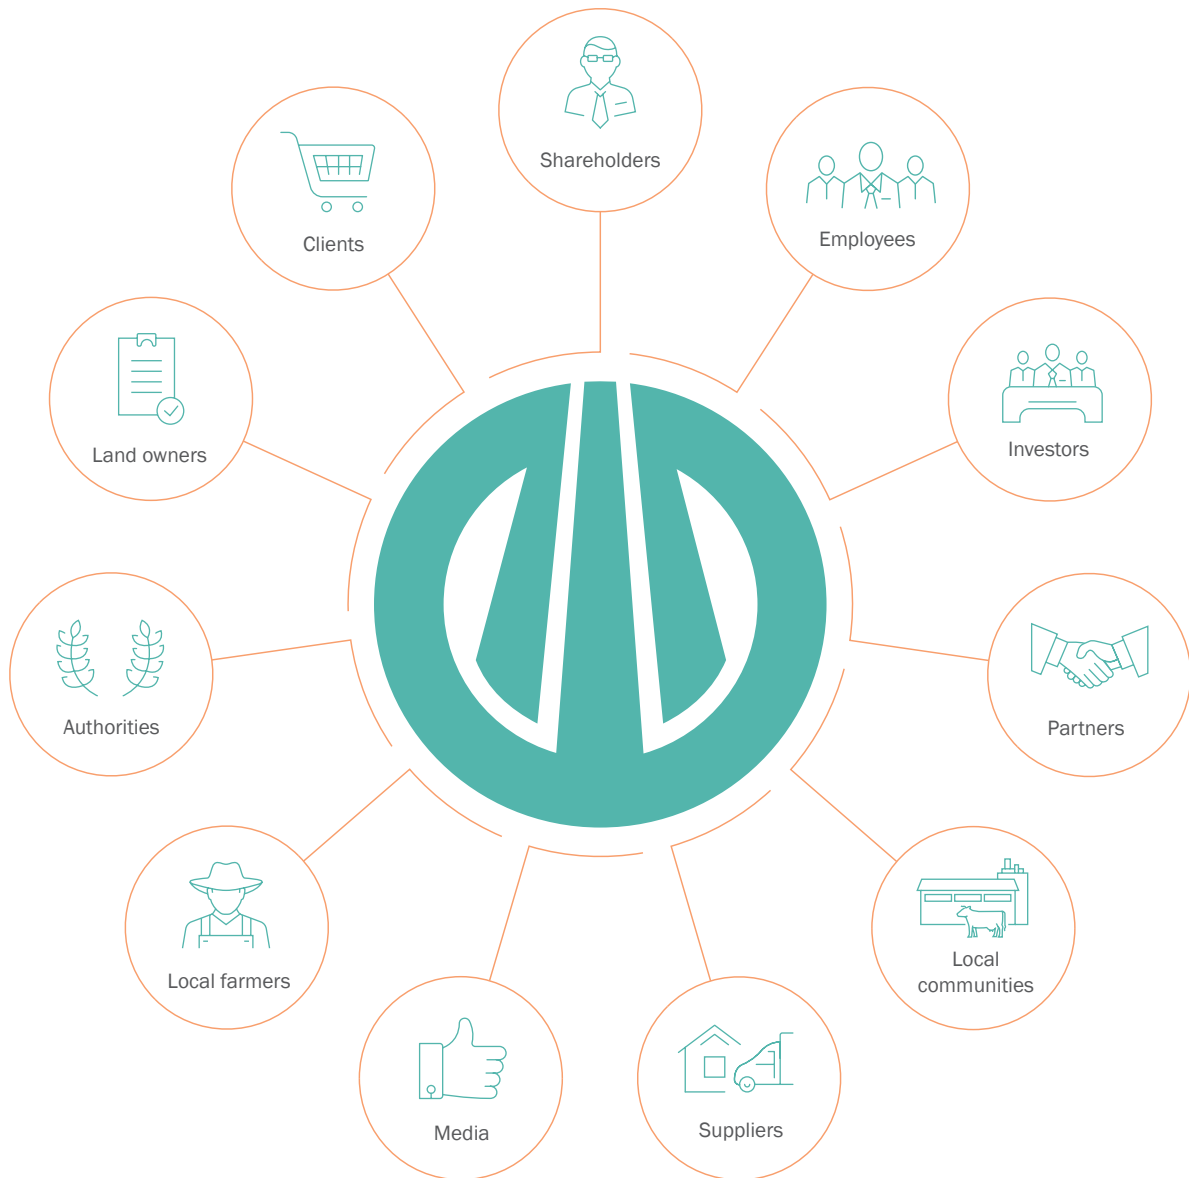 Shareholders
Employees
Investors
Partners
Local
communities
Suppliers
Media
Local farmers
Authorities
Land owners
Clients